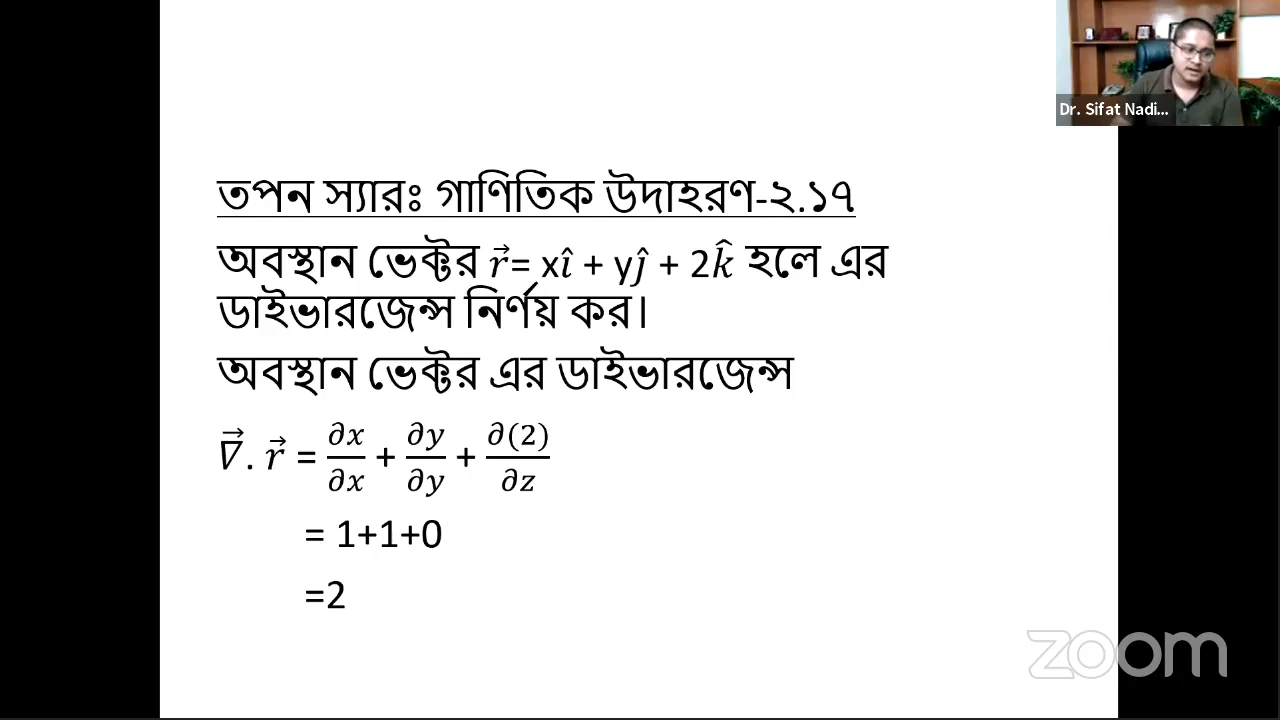 Dr. Sifat Nadi...
তপন স্যারঃ গাণিতিক উদাহরণ-২.১৭
অবস্থান ভেক্টর r⃗= xî + yĵ + 2k̂ হলে এর
ডাইভারজেন্স নির্ণয় কর।
অবস্থান ভেক্টর এর ডাইভারজেন্স
∇⃗. r⃗ = ∂x/∂x + ∂y/∂y + ∂(2)/∂z
= 1+1+0
=2
zoom